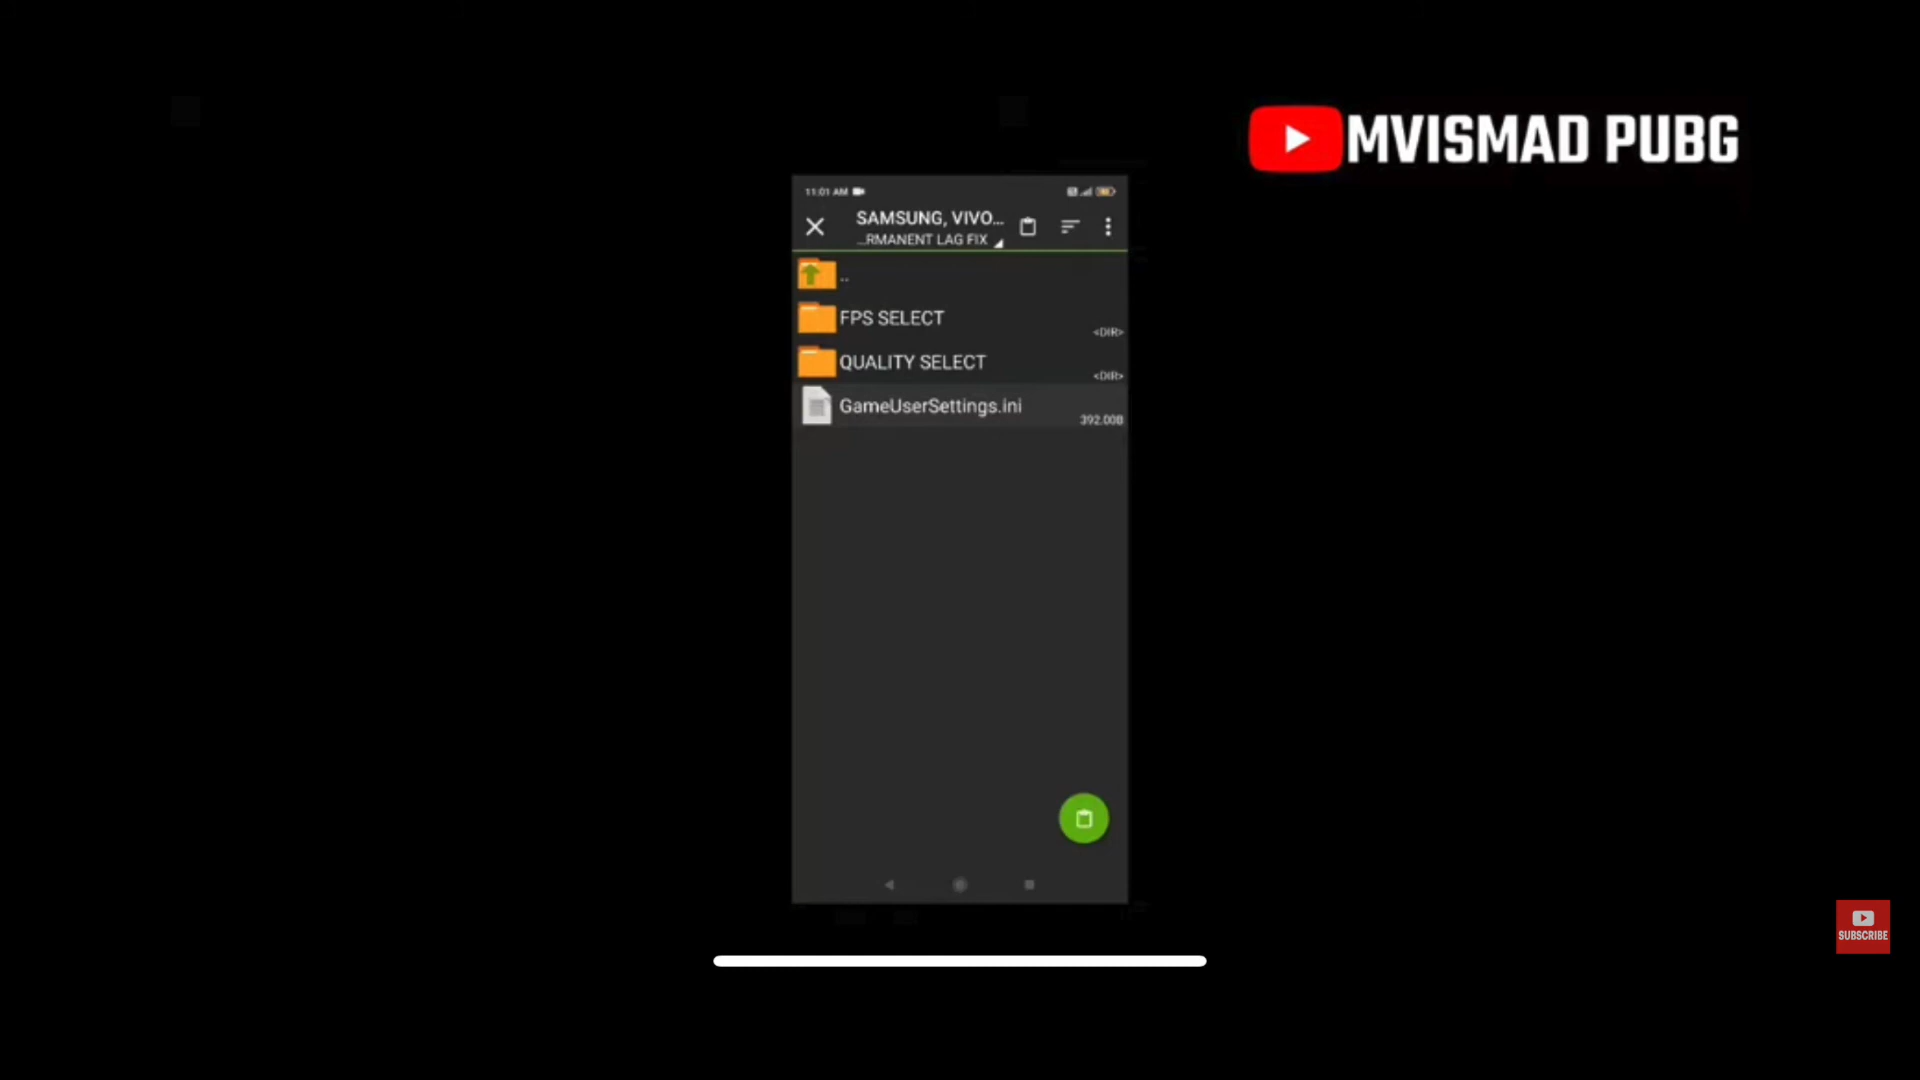 MVISMAD PUBG
11:01 AM
SAMSUNG, VIVO...
...RMANENT LAG FIX
..
FPS SELECT
<DIR>
QUALITY SELECT
<DIR>
GameUserSettings.ini
392.00B
SUBSCRIBE